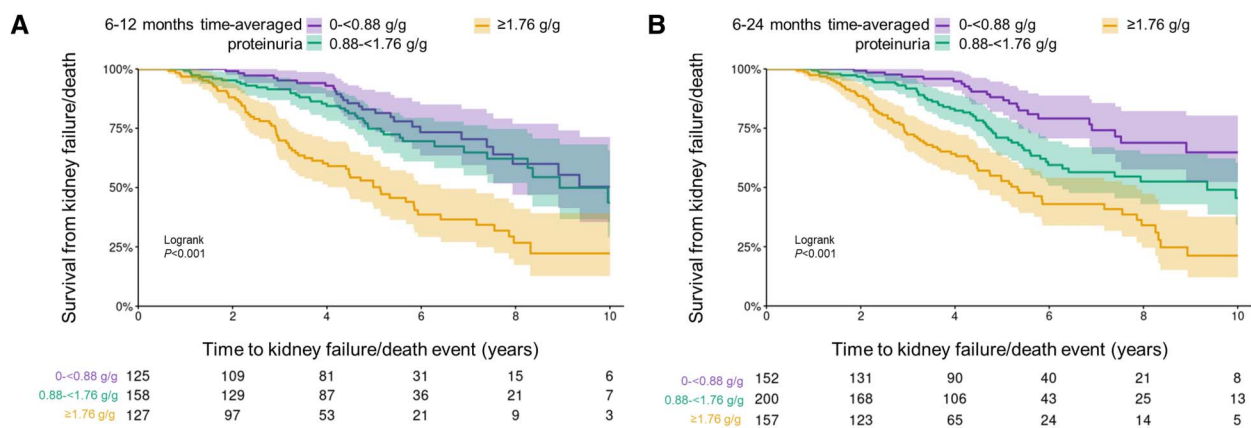 A
6-12 months time-averaged proteinuria
0-<0.88 g/g
0.88-<1.76 g/g
≥1.76 g/g
Survival from kidney failure/death
100%
75%
50%
25%
0%
Logrank
P<0.001
0 2 4 6 8 10
Time to kidney failure/death event (years)
0-<0.88 g/g 125 109 81 31 15 6
0.88-<1.76 g/g 158 129 87 36 21 7
≥1.76 g/g 127 97 53 21 9 3
B
6-24 months time-averaged proteinuria
0-<0.88 g/g
0.88-<1.76 g/g
≥1.76 g/g
Survival from kidney failure/death
100%
75%
50%
25%
0%
Logrank
P<0.001
0 2 4 6 8 10
Time to kidney failure/death event (years)
0-<0.88 g/g 152 131 90 40 21 8
0.88-<1.76 g/g 200 168 106 43 25 13
≥1.76 g/g 157 123 65 24 14 5